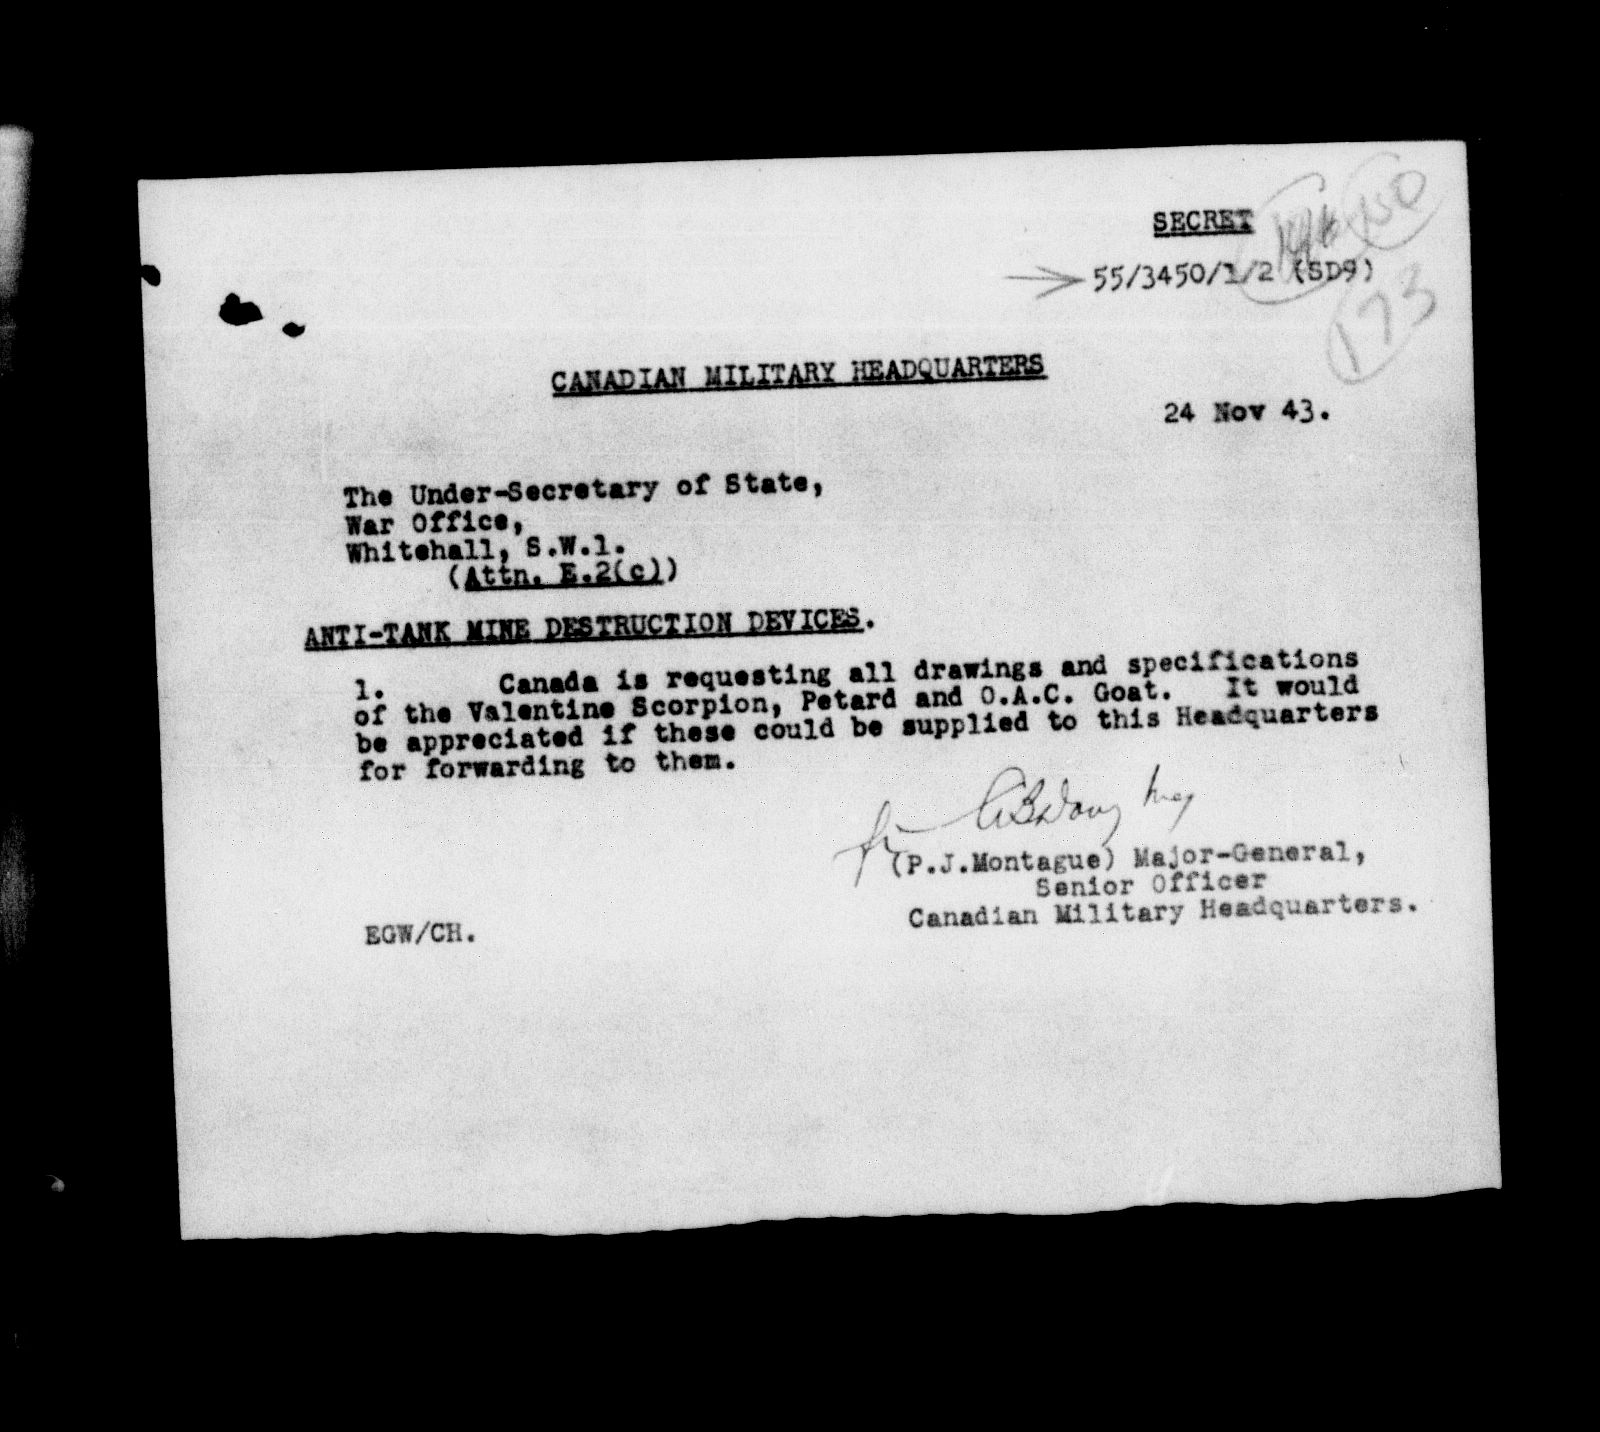 SECRET
150
55/3450/1/2 (SD9)
173
CANADIAN MILITARY HEADQUARTERS
24 Nov 43.
The Under-Secretary of State,
War Office,
Whitehall, S.W.1.
(Attn. E.2(c))
ANTI-TANK MINE DESTRUCTION DEVICES.
1. Canada is requesting all drawings and specifications
of the Valentine Scorpion, Petard and O.A.C. Goat. It would
be appreciated if these could be supplied to this Headquarters
for forwarding to them.
for
(P.J.Montague) Major-General,
Senior Officer
Canadian Military Headquarters.
EGW/CH.